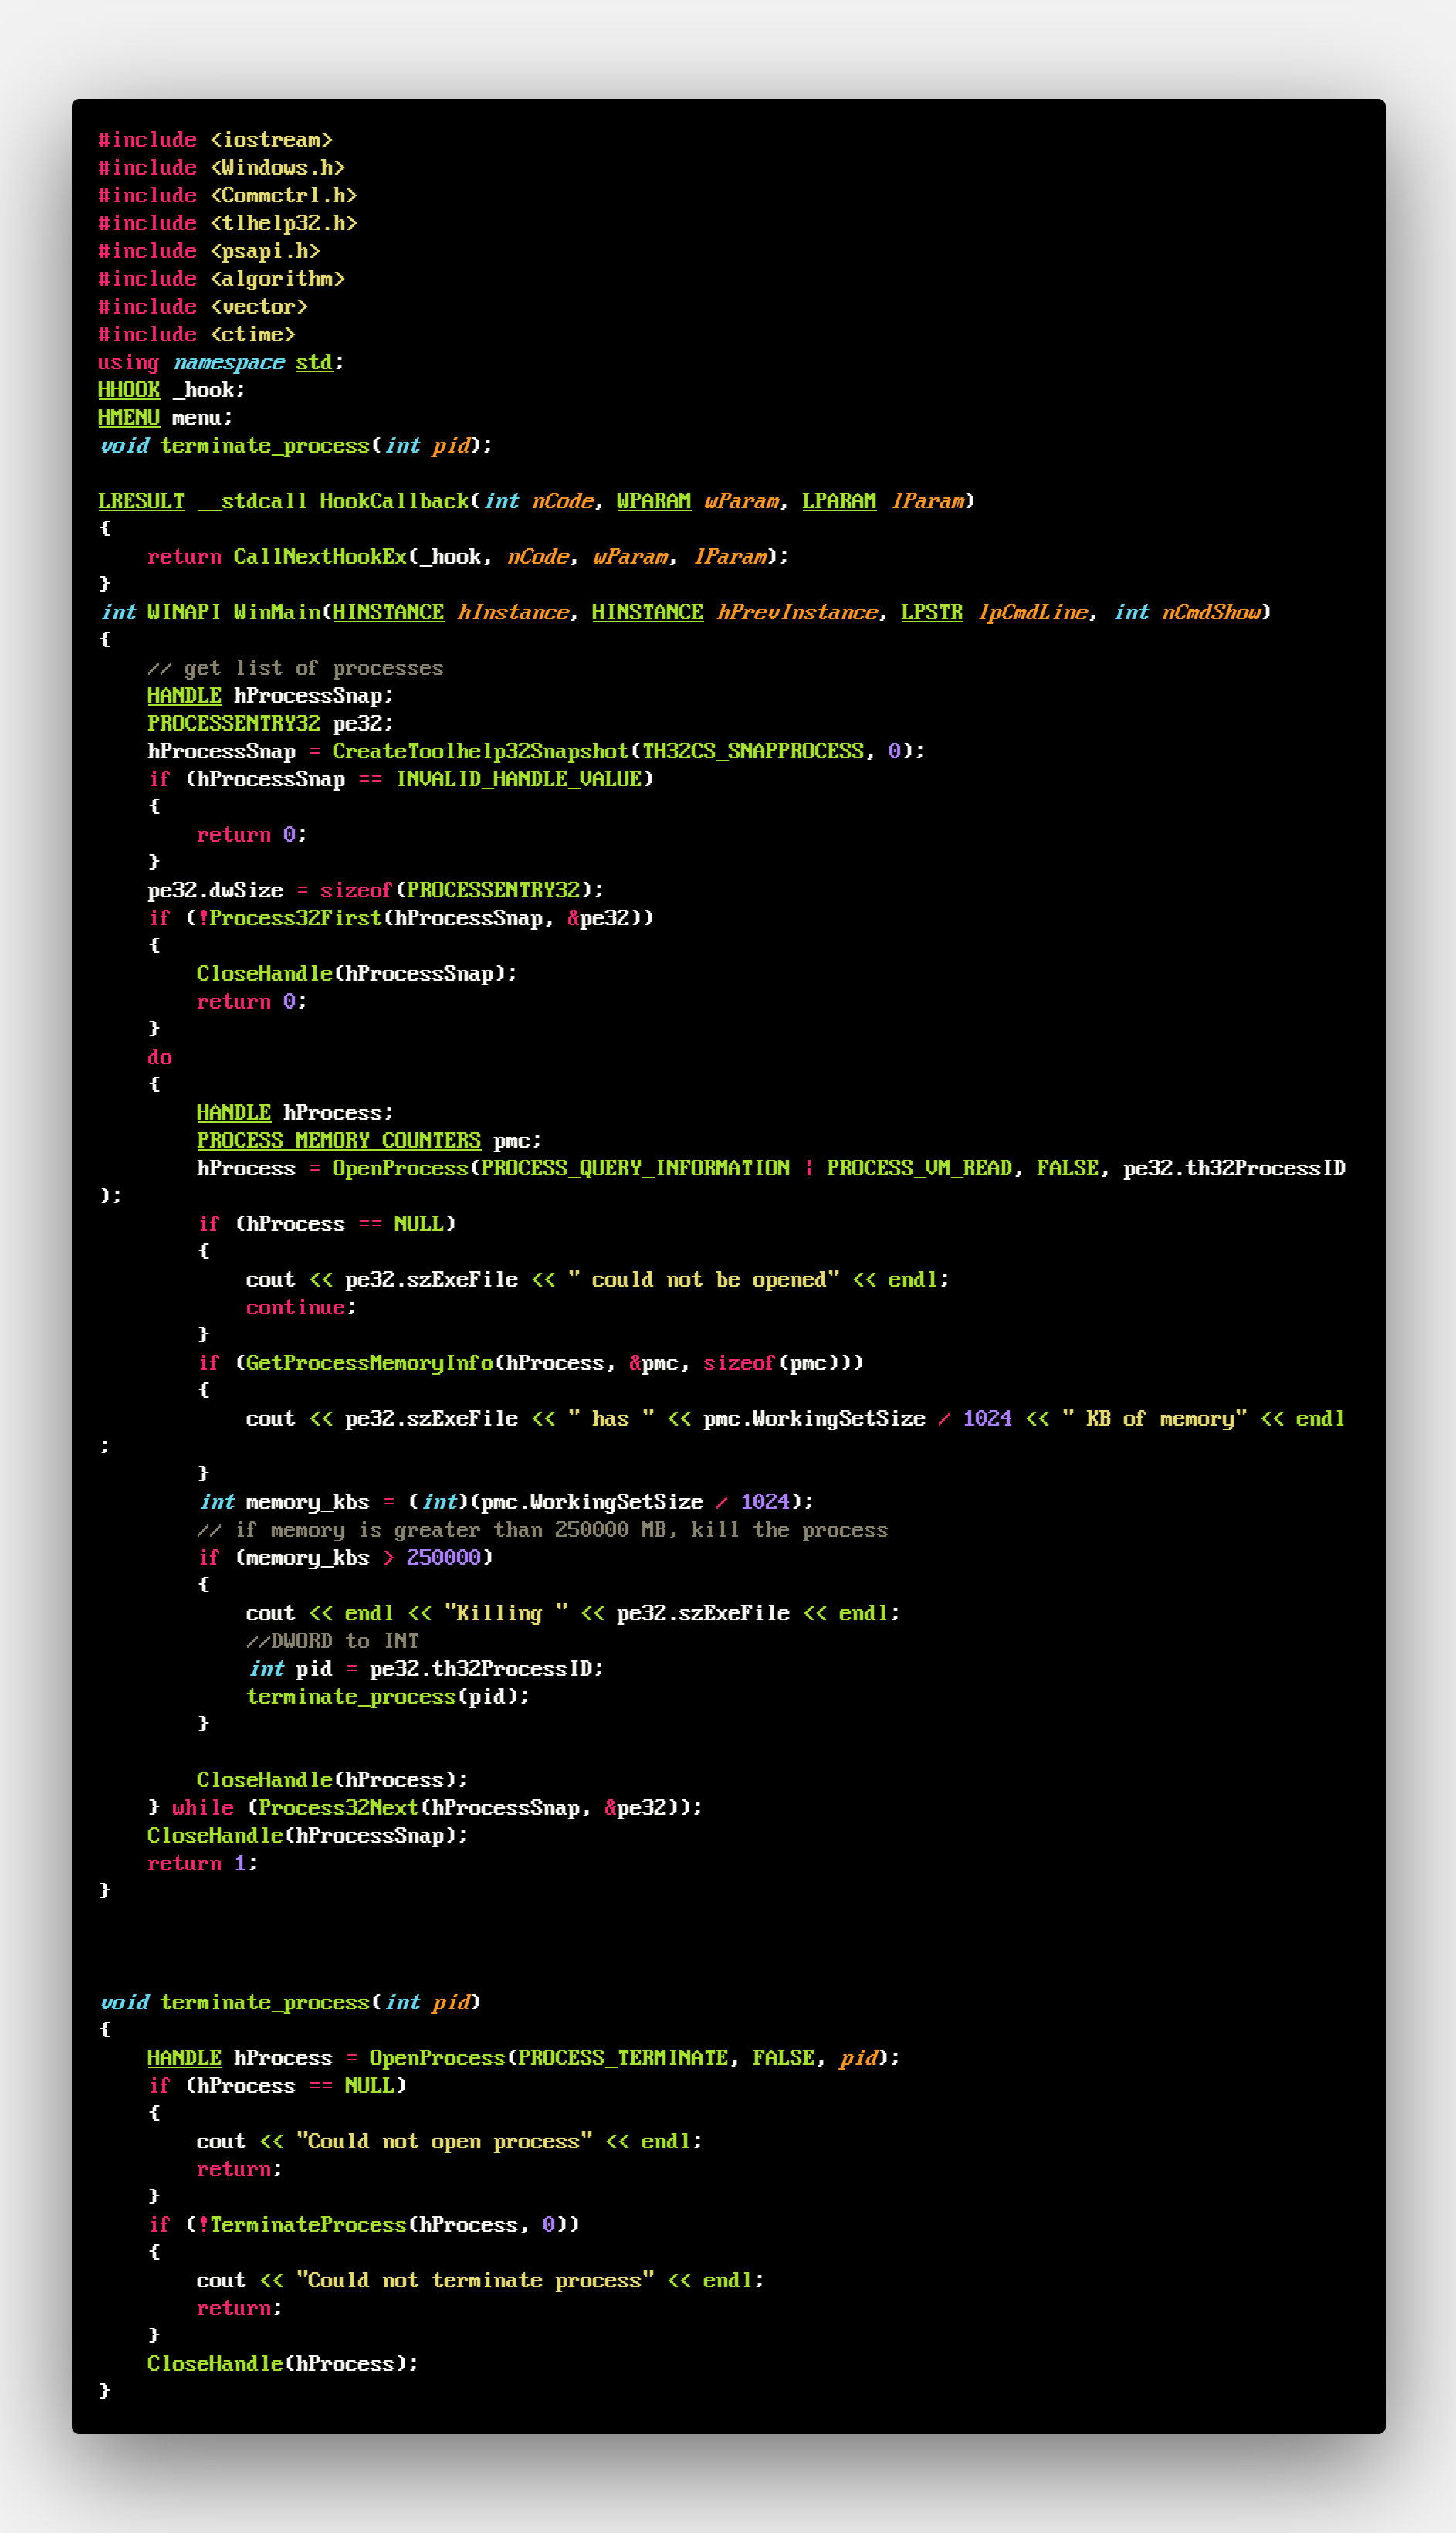 #include <iostream>
#include <Windows.h>
#include <Commctrl.h>
#include <tlhelp32.h>
#include <psapi.h>
#include <algorithm>
#include <vector>
#include <ctime>
using namespace std;
HHOOK _hook;
HMENU menu;
void terminate_process(int pid);

LRESULT __stdcall HookCallback(int nCode, WPARAM wParam, LPARAM lParam)
{
    return CallNextHookEx(_hook, nCode, wParam, lParam);
}
int WINAPI WinMain(HINSTANCE hInstance, HINSTANCE hPrevInstance, LPSTR lpCmdLine, int nCmdShow)
{
    // get list of processes
    HANDLE hProcessSnap;
    PROCESSENTRY32 pe32;
    hProcessSnap = CreateToolhelp32Snapshot(TH32CS_SNAPPROCESS, 0);
    if (hProcessSnap == INVALID_HANDLE_VALUE)
    {
        return 0;
    }
    pe32.dwSize = sizeof(PROCESSENTRY32);
    if (!Process32First(hProcessSnap, &pe32))
    {
        CloseHandle(hProcessSnap);
        return 0;
    }
    do
    {
        HANDLE hProcess;
        PROCESS_MEMORY_COUNTERS pmc;
        hProcess = OpenProcess(PROCESS_QUERY_INFORMATION | PROCESS_VM_READ, FALSE, pe32.th32ProcessID
);
        if (hProcess == NULL)
        {
            cout << pe32.szExeFile << " could not be opened" << endl;
            continue;
        }
        if (GetProcessMemoryInfo(hProcess, &pmc, sizeof(pmc)))
        {
            cout << pe32.szExeFile << " has " << pmc.WorkingSetSize / 1024 << " KB of memory" << endl
;
        }
        int memory_kbs = (int)(pmc.WorkingSetSize / 1024);
        // if memory is greater than 250000 MB, kill the process
        if (memory_kbs > 250000)
        {
            cout << endl << "Killing " << pe32.szExeFile << endl;
            //DWORD to INT
            int pid = pe32.th32ProcessID;
            terminate_process(pid);
        }

        CloseHandle(hProcess);
    } while (Process32Next(hProcessSnap, &pe32));
    CloseHandle(hProcessSnap);
    return 1;
}

void terminate_process(int pid)
{
    HANDLE hProcess = OpenProcess(PROCESS_TERMINATE, FALSE, pid);
    if (hProcess == NULL)
    {
        cout << "Could not open process" << endl;
        return;
    }
    if (!TerminateProcess(hProcess, 0))
    {
        cout << "Could not terminate process" << endl;
        return;
    }
    CloseHandle(hProcess);
}